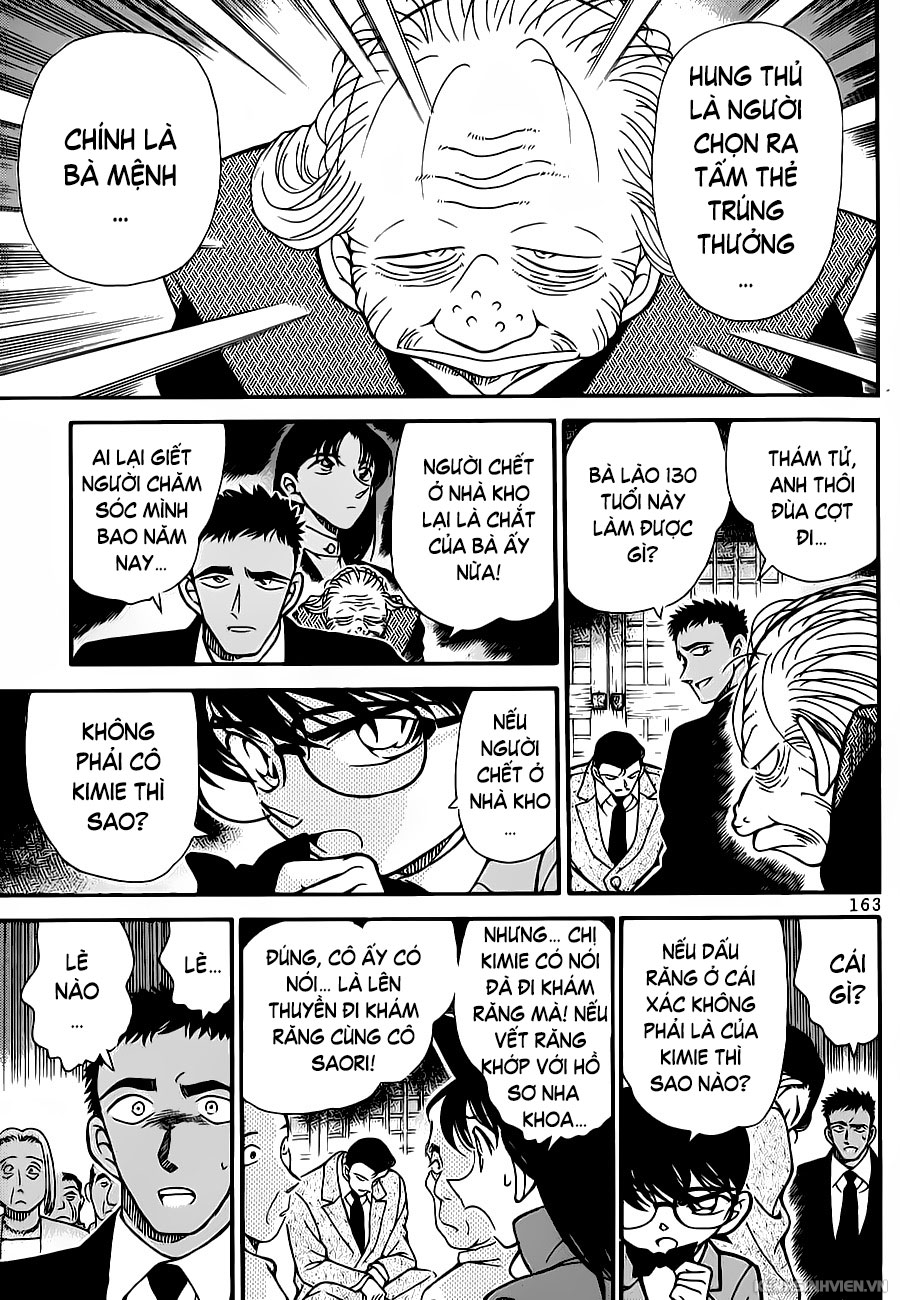 HUNG THỦ
LÀ NGƯỜI
CHỌN RA
TẤM THẺ
TRÚNG
THƯỞNG
...
CHÍNH LÀ
BÀ MỆNH
...
THÁM TỬ,
ANH THÔI
ĐÙA CỢT
ĐI...
BÀ LÀO 130
TUỔI NÀY
LÀM ĐƯỢC
GÌ?
NGƯỜI CHẾT
Ở NHÀ KHO
LẠI LÀ CHẮT
CỦA BÀ ẤY
NỮA!
AI LẠI GIẾT
NGƯỜI CHĂM
SÓC MÌNH
BAO NĂM
NAY...
NẾU
NGƯỜI
CHẾT Ở
NHÀ KHO
...
KHÔNG
PHẢI CÔ
KIMIE THÌ
SAO?
163
CÁI
GÌ?
NẾU DẤU
RĂNG Ở CÁI
XÁC KHÔNG
PHẢI LÀ CỦA
KIMIE THÌ
SAO NÀO?
NHƯNG... CHỊ
KIMIE CÓ NÓI
ĐÀ ĐI KHÁM
RĂNG MÀ! NẾU
VẾT RĂNG
KHỚP VỚI HỒ
SƠ NHA
KHOA...
ĐÚNG, CÔ ẤY CÓ
NÓI... LÀ LÊN
THUYỀN ĐI KHÁM
RĂNG CÙNG CÔ
SAORI!
LẼ...
LẼ
NÀO
...